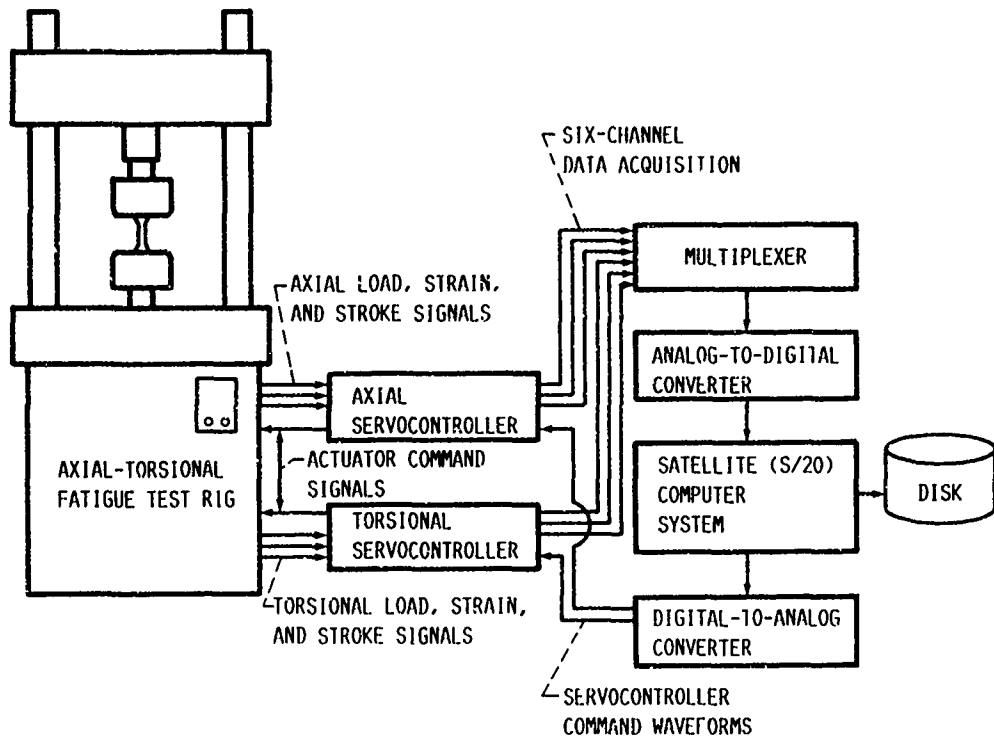 SIX-CHANNEL
DATA ACQUISITION
MULTIPLEXER
AXIAL LOAD, STRAIN,
AND STROKE SIGNALS
ANALOG-TO-DIGITAL
CONVERTER
AXIAL
SERVOCONTROLLER
AXIAL-TORSIONAL
FATIGUE TEST RIG
ACTUATOR COMMAND
SIGNALS
SATELLITE (S/20)
COMPUTER
SYSTEM
DISK
TORSIONAL
SERVOCONTROLLER
TORSIONAL LOAD, STRAIN,
AND STROKE SIGNALS
DIGITAL-TO-ANALOG
CONVERTER
SERVOCONTROLLER
COMMAND WAVEFORMS